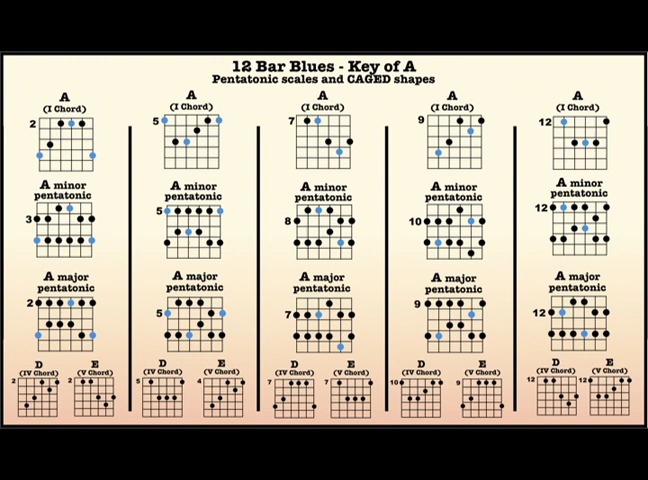 12 Bar Blues - Key of A
Pentatonic scales and CAGED shapes
A
(I Chord)
2
A
(I Chord)
5
A
(I Chord)
7
A
(I Chord)
9
A
(I Chord)
12
A minor
pentatonic
3
A minor
pentatonic
5
A minor
pentatonic
8
A minor
pentatonic
10
A minor
pentatonic
12
A major
pentatonic
2
A major
pentatonic
5
A major
pentatonic
7
A major
pentatonic
9
A major
pentatonic
12
D
(IV Chord)
2
E
(V Chord)
2
D
(IV Chord)
5
E
(V Chord)
4
D
(IV Chord)
7
E
(V Chord)
7
D
(IV Chord)
10
E
(V Chord)
9
D
(IV Chord)
12
E
(V Chord)
12